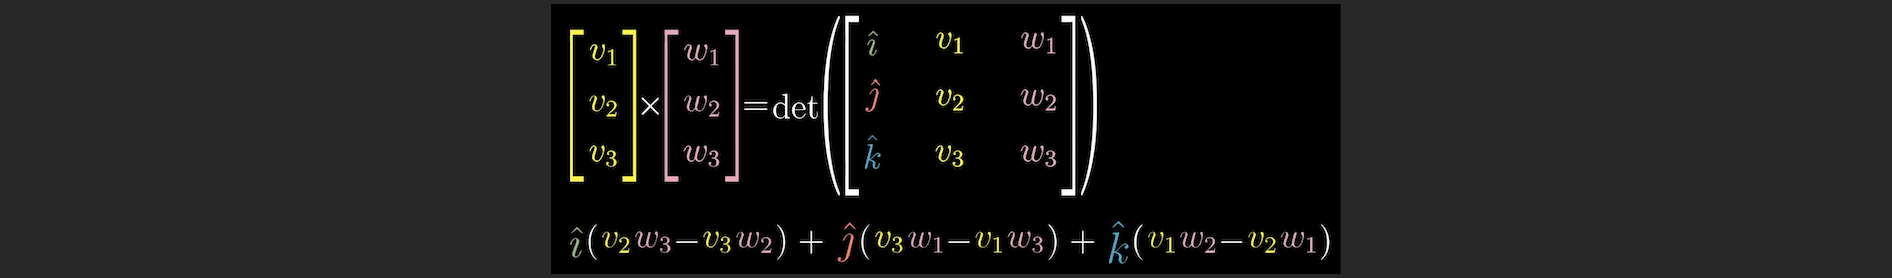 [v₁ v₂ v₃] × [w₁ w₂ w₃] = det([î v₁ w₁
ĵ v₂ w₂
k̂ v₃ w₃])
î(v₂w₃−v₃w₂) + ĵ(v₃w₁−v₁w₃) + k̂(v₁w₂−v₂w₁)